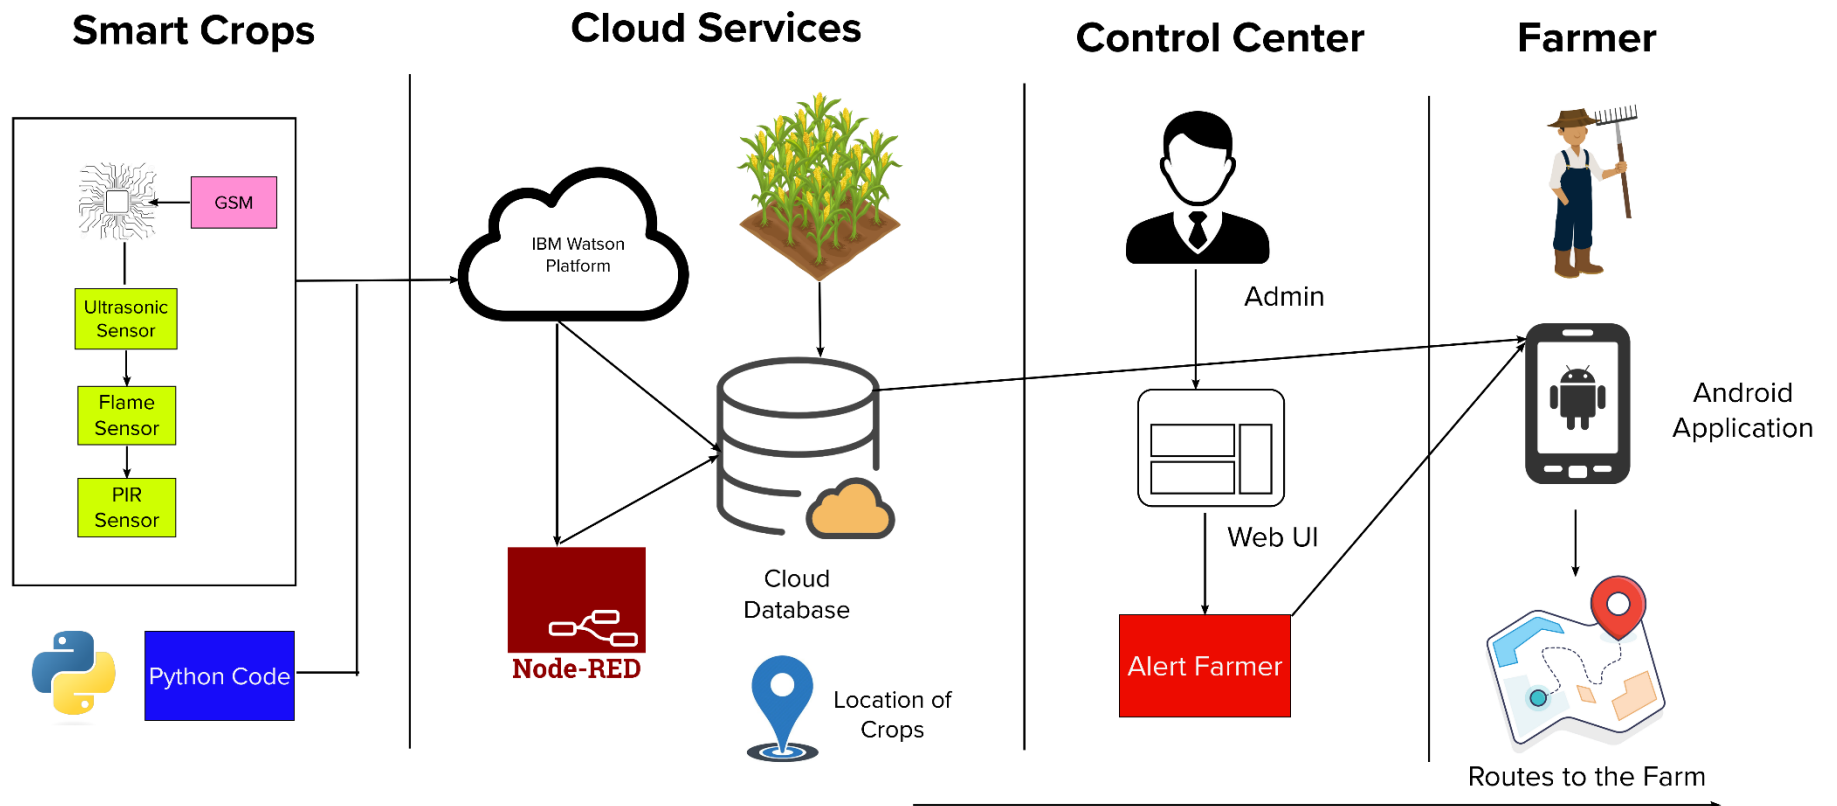 Smart Crops
Cloud Services
Control Center
Farmer
GSM
Ultrasonic
Sensor
Flame
Sensor
PIR
Sensor
Python Code
IBM Watson
Platform
Node-RED
Cloud
Database
Location of
Crops
Admin
Web UI
Alert Farmer
Android
Application
Routes to the Farm